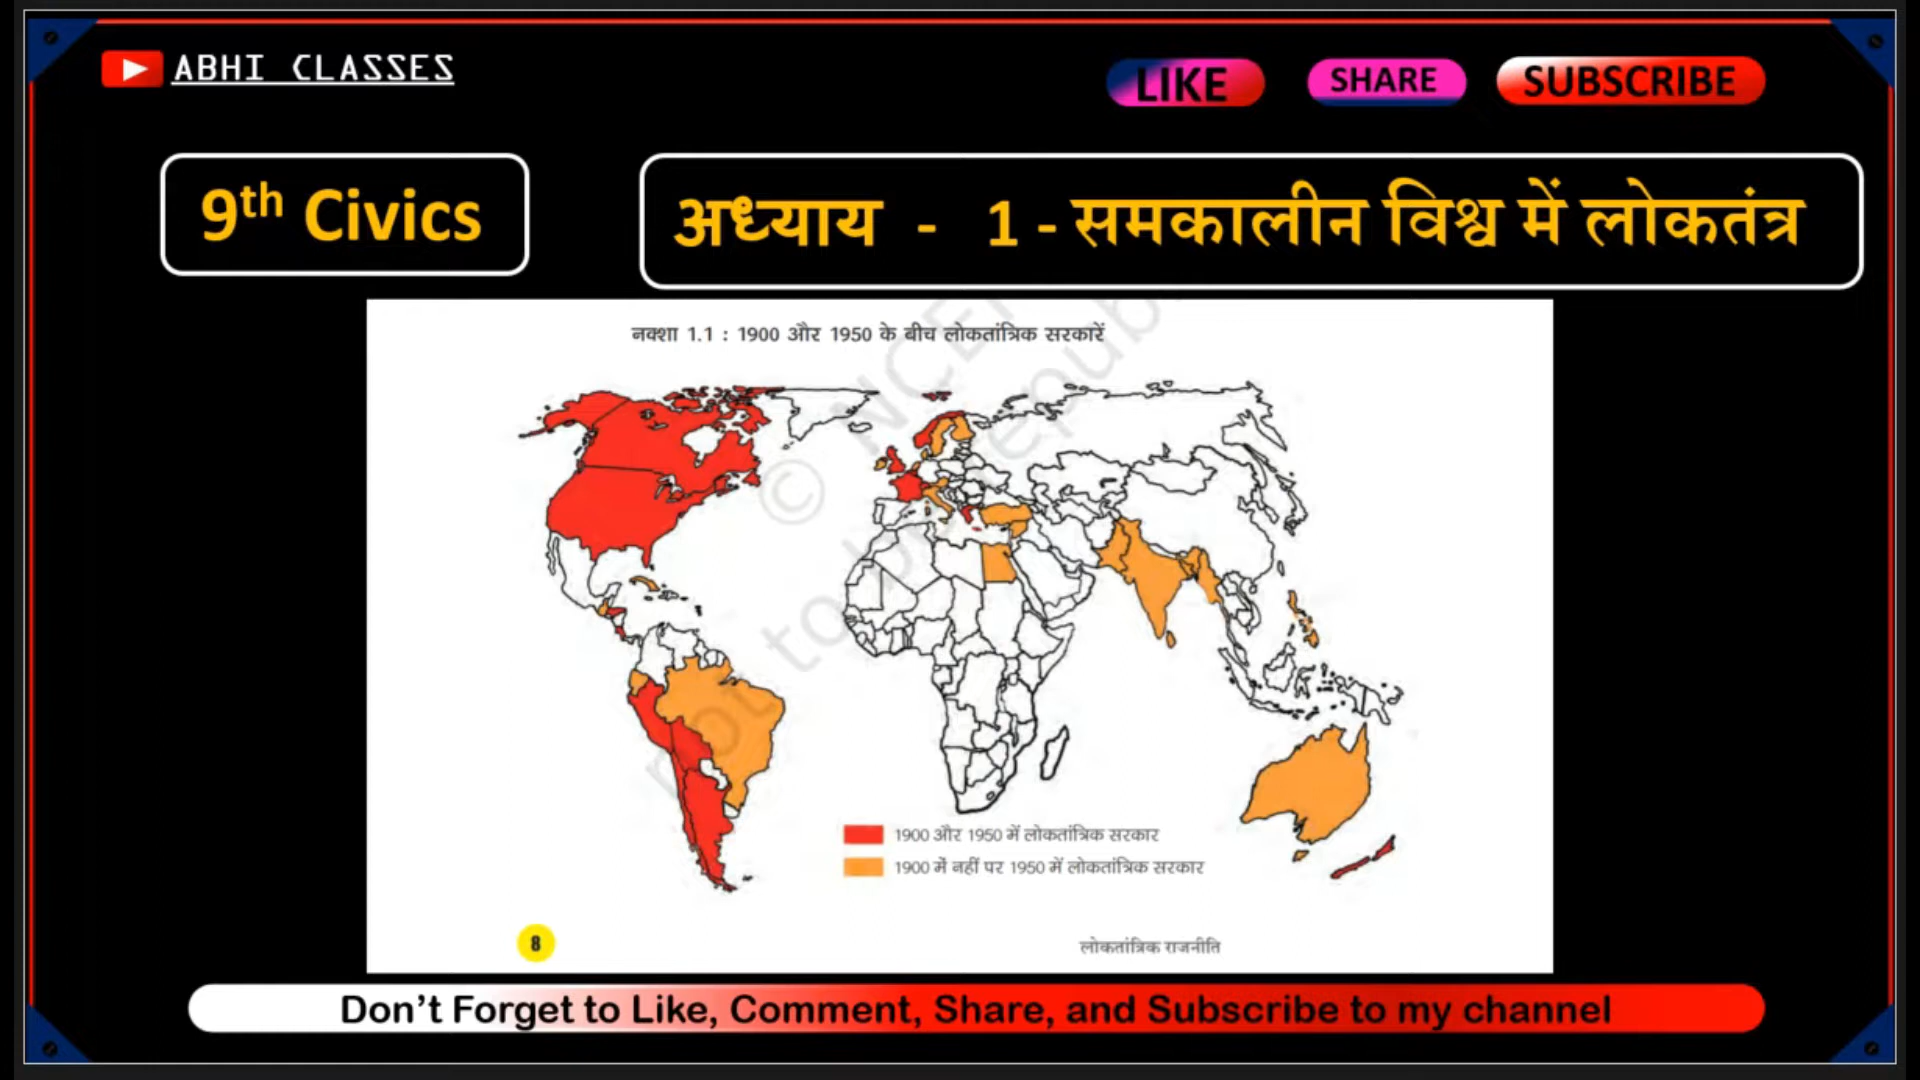 ABHI CLASSES
LIKE
SHARE
SUBSCRIBE
9th Civics
अध्याय - 1 - समकालीन विश्व में लोकतंत्र
नक्शा 1.1 : 1900 और 1950 के बीच लोकतांत्रिक सरकारें
1900 और 1950 में लोकतांत्रिक सरकार
1900 में नहीं पर 1950 में लोकतांत्रिक सरकार
8
लोकतांत्रिक राजनीति
Don't Forget to Like, Comment, Share, and Subscribe to my channel